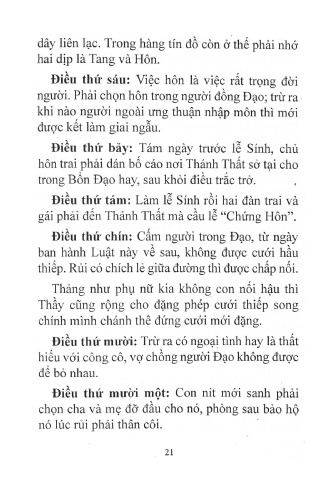 dây liên lạc. Trong hàng tín đồ còn ở thế phải nhớ
hai dịp là Tang và Hôn.
Điều thứ sáu: Việc hôn là việc rất trọng đời
người. Phải chọn hôn trong người đồng Đạo; trừ ra
khi nào người ngoài ưng thuận nhập môn thì mới
được kết làm giai ngẫu.
Điều thứ bảy: Tám ngày trước lễ Sính, chủ
hôn trai phải dán bố cáo nơi Thánh Thất sở tại cho
trong Bổn Đạo hay, sau khỏi điều trắc trở.
Điều thứ tám: Làm lễ Sính rồi hai đàn trai và
gái phải đến Thánh Thất mà cầu lễ “Chứng Hôn”.
Điều thứ chín: Cấm người trong Đạo, từ ngày
ban hành Luật này về sau, không được cưới hầu
thiếp. Rủi có chích lẻ giữa đường thì được chấp nối.
Thảng như phụ nữ kia không con nối hậu thì
Thầy cũng rộng cho đặng phép cưới thiếp song
chính mình chánh thê đứng cưới mới đặng.
Điều thứ mười: Trừ ra có ngoại tình hay là thất
hiếu với công cô, vợ chồng người Đạo không được
để bỏ nhau.
Điều thứ mười một: Con nít mới sanh phải
chọn cha và mẹ đỡ đầu cho nó, phòng sau bảo hộ
nó lúc rủi phải thân côi.
21